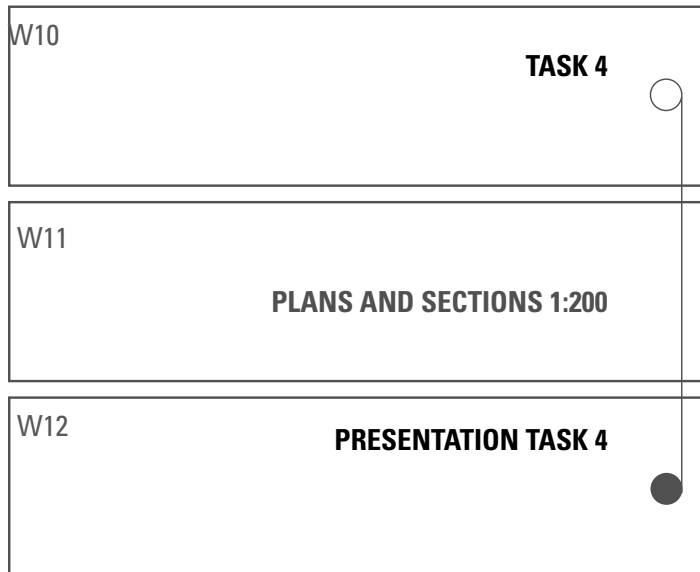 W10
TASK 4
W11
PLANS AND SECTIONS 1:200
W12
PRESENTATION TASK 4